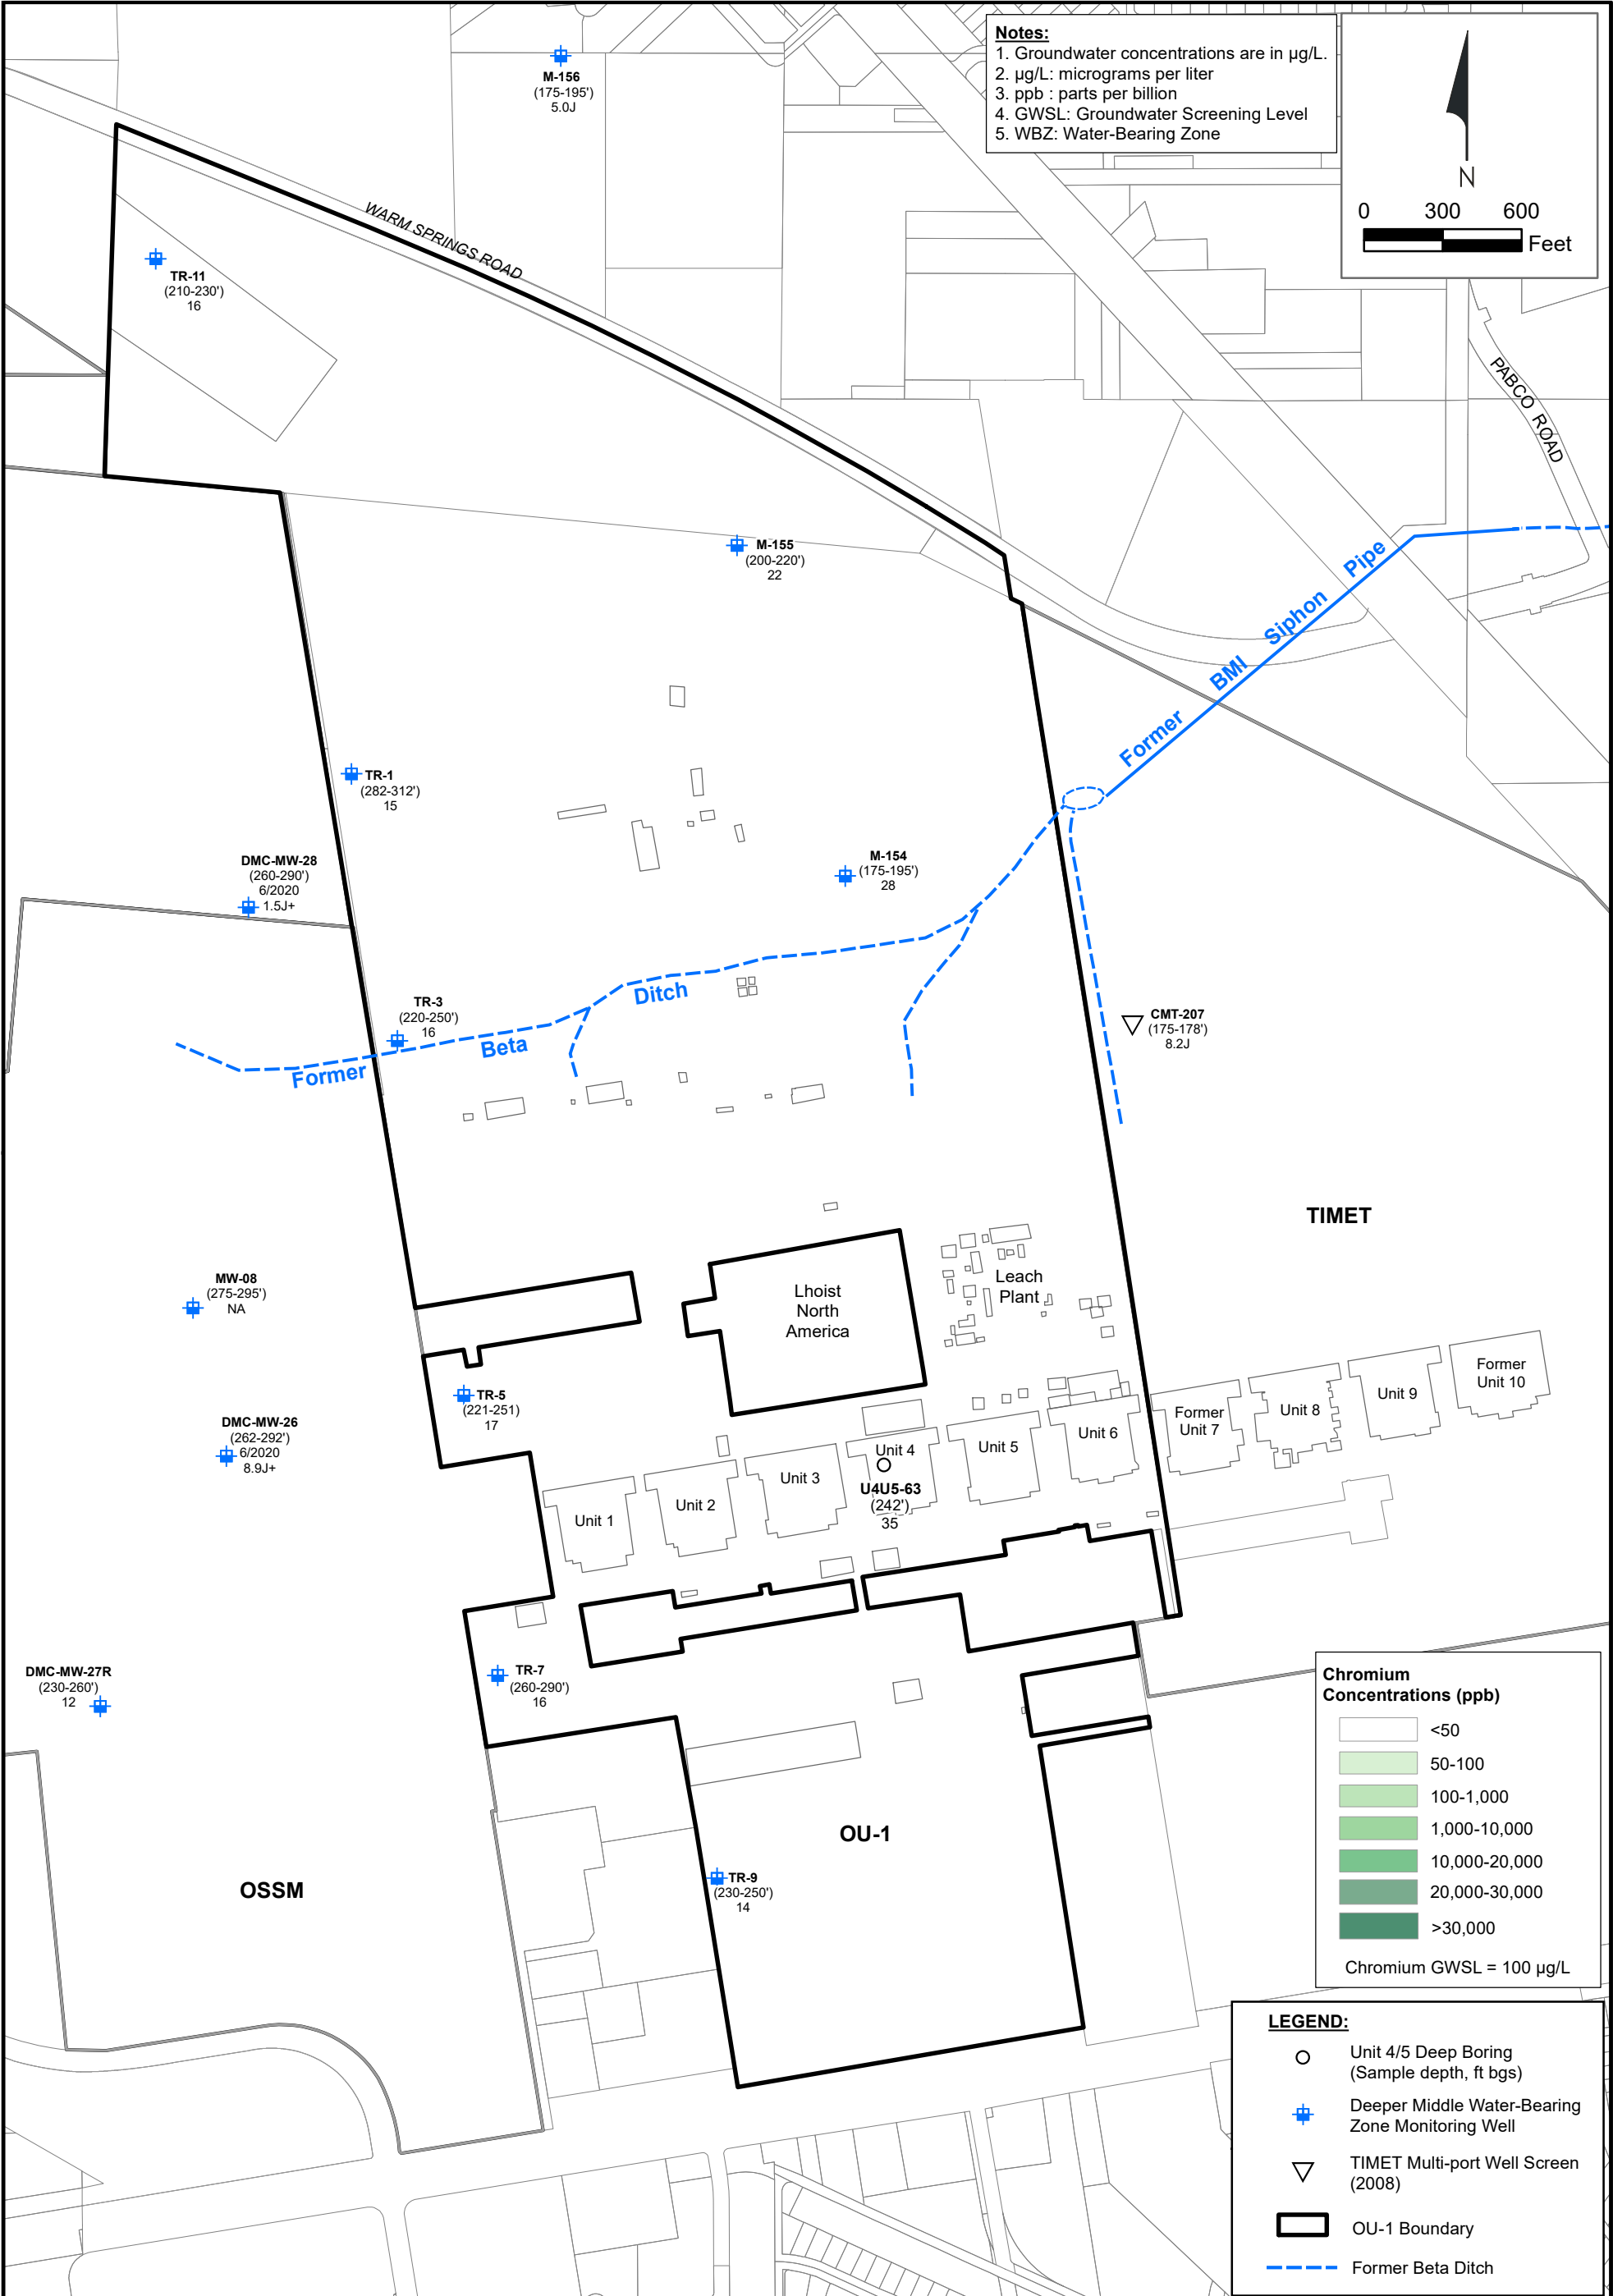 Notes:
1. Groundwater concentrations are in µg/L.
2. µg/L: micrograms per liter
3. ppb : parts per billion
4. GWSL: Groundwater Screening Level
5. WBZ: Water-Bearing Zone
N
0 300 600
Feet
M-156
(175-195')
5.0J
WARM SPRINGS ROAD
TR-11
(210-230')
16
PABCO ROAD
M-155
(200-220')
22
Former BMI Siphon Pipe
TR-1
(282-312')
15
DMC-MW-28
(260-290')
6/2020
1.5J+
M-154
(175-195')
28
TR-3
(220-250')
16
Former Beta Ditch
CMT-207
(175-178')
8.2J
TIMET
MW-08
(275-295')
NA
Lhoist
North
America
Leach
Plant
TR-5
(221-251)
17
DMC-MW-26
(262-292')
6/2020
8.9J+
Unit 1
Unit 2
Unit 3
Unit 4
U4U5-63
(242')
35
Unit 5
Unit 6
Former
Unit 7
Unit 8
Unit 9
Former
Unit 10
DMC-MW-27R
(230-260')
12
TR-7
(260-290')
16
OU-1
OSSM
TR-9
(230-250')
14
Chromium
Concentrations (ppb)
<50
50-100
100-1,000
1,000-10,000
10,000-20,000
20,000-30,000
>30,000
Chromium GWSL = 100 µg/L
LEGEND:
Unit 4/5 Deep Boring
(Sample depth, ft bgs)
Deeper Middle Water-Bearing
Zone Monitoring Well
TIMET Multi-port Well Screen
(2008)
OU-1 Boundary
Former Beta Ditch